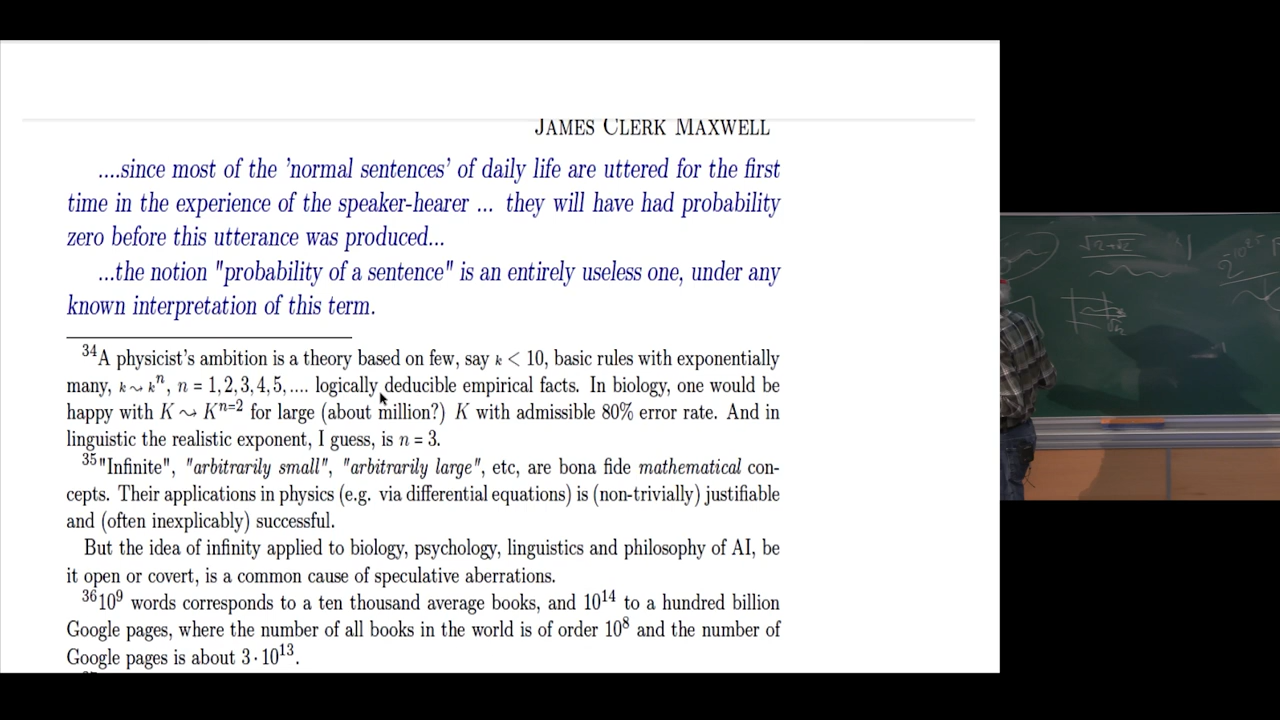 JAMES CLERK MAXWELL
....since most of the 'normal sentences' of daily life are uttered for the first
time in the experience of the speaker-hearer ... they will have had probability
zero before this utterance was produced...
...the notion "probability of a sentence" is an entirely useless one, under any
known interpretation of this term.
³⁴A physicist's ambition is a theory based on few, say k < 10, basic rules with exponentially
many, k ↝ kⁿ, n = 1,2,3,4,5,.... logically deducible empirical facts. In biology, one would be
happy with K ↝ Kⁿ⁼² for large (about million?) K with admissible 80% error rate. And in
linguistic the realistic exponent, I guess, is n = 3.
³⁵"Infinite", "arbitrarily small", "arbitrarily large", etc, are bona fide mathematical con-
cepts. Their applications in physics (e.g. via differential equations) is (non-trivially) justifiable
and (often inexplicably) successful.
But the idea of infinity applied to biology, psychology, linguistics and philosophy of AI, be
it open or covert, is a common cause of speculative aberrations.
³⁶10⁹ words corresponds to a ten thousand average books, and 10¹⁴ to a hundred billion
Google pages, where the number of all books in the world is of order 10⁸ and the number of
Google pages is about 3·10¹³.